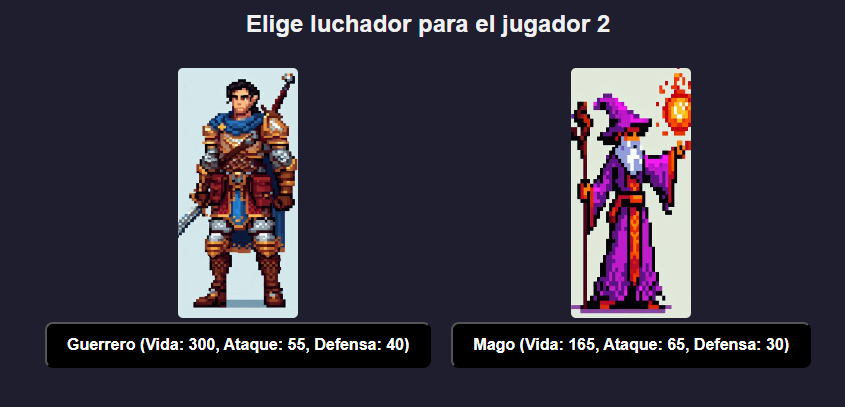 Elige luchador para el jugador 2
Guerrero (Vida: 300, Ataque: 55, Defensa: 40)
Mago (Vida: 165, Ataque: 65, Defensa: 30)